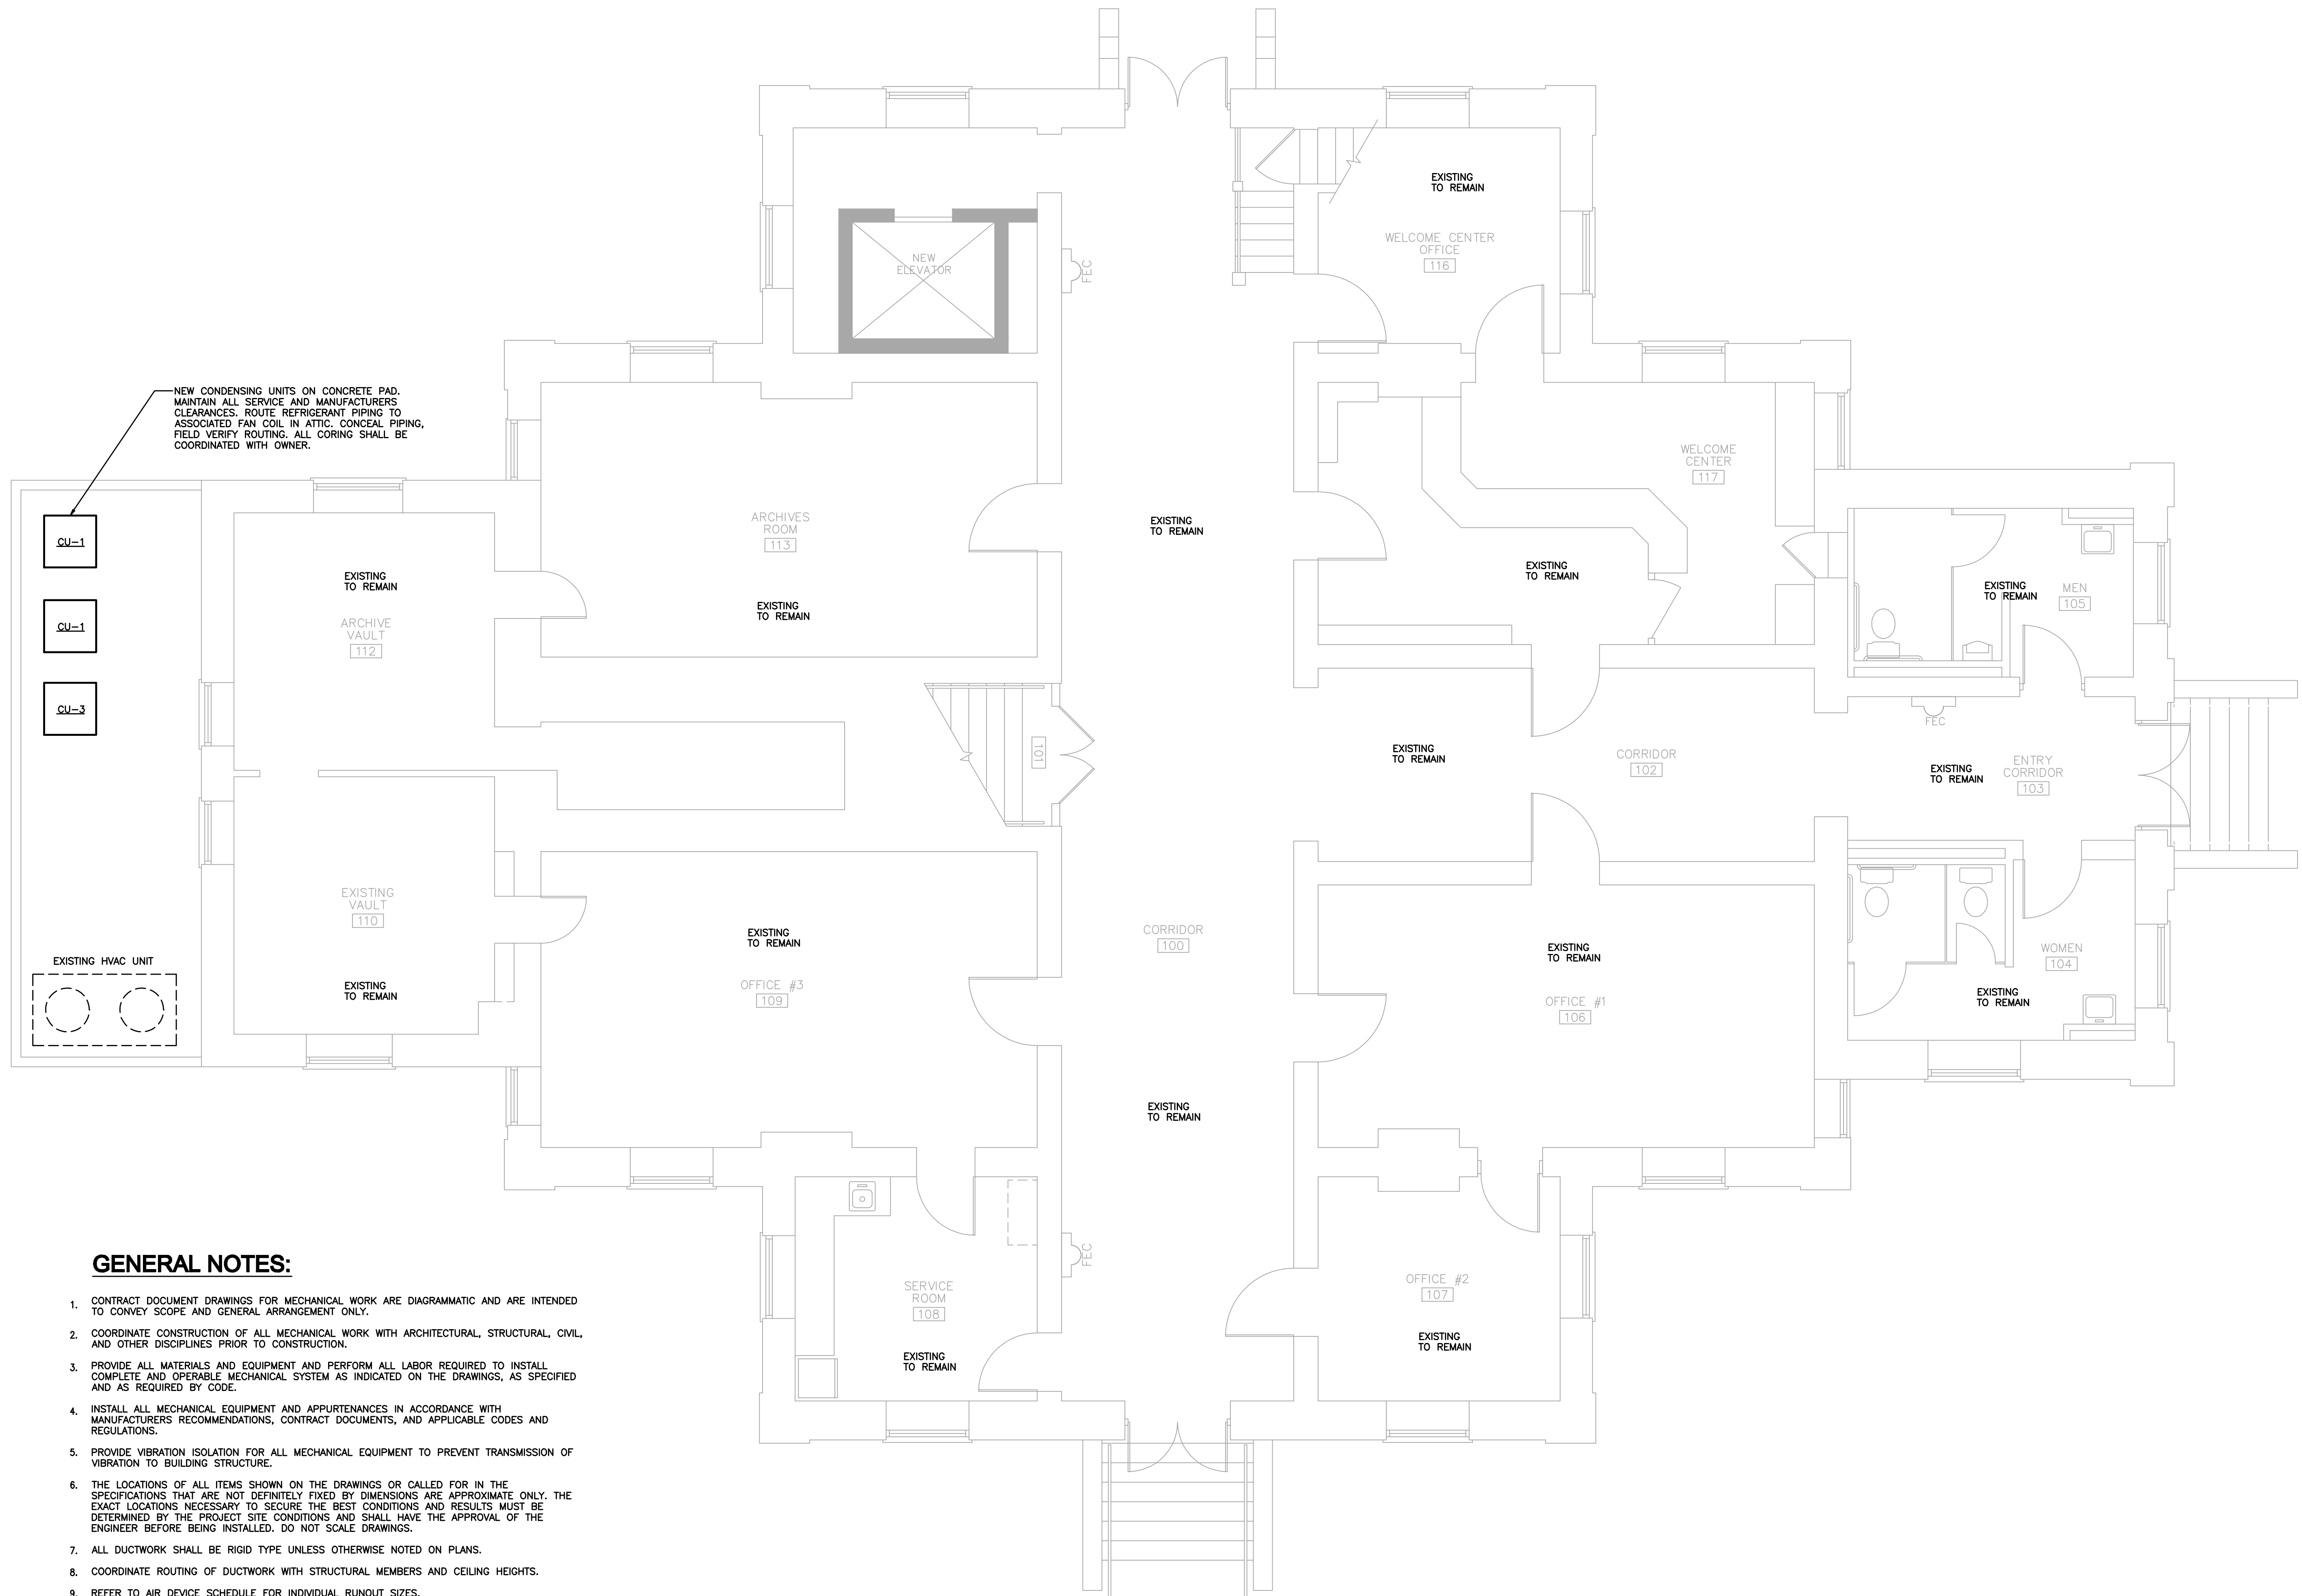 EXISTING
TO REMAIN
WELCOME CENTER
OFFICE
116
NEW
ELEVATOR
FEC
NEW CONDENSING UNITS ON CONCRETE PAD.
MAINTAIN ALL SERVICE AND MANUFACTURERS
CLEARANCES. ROUTE REFRIGERANT PIPING TO
ASSOCIATED FAN COIL IN ATTIC. CONCEAL PIPING,
FIELD VERIFY ROUTING. ALL CORING SHALL BE
COORDINATED WITH OWNER.
WELCOME
CENTER
117
CU-1
ARCHIVES
ROOM
113
EXISTING
TO REMAIN
EXISTING
TO REMAIN
EXISTING
TO REMAIN
EXISTING
TO REMAIN
MEN
105
EXISTING
TO REMAIN
CU-1
ARCHIVE
VAULT
112
CU-3
FEC
101
EXISTING
TO REMAIN
CORRIDOR
102
EXISTING
TO REMAIN
ENTRY
CORRIDOR
103
EXISTING
VAULT
110
EXISTING
TO REMAIN
CORRIDOR
100
EXISTING
TO REMAIN
WOMEN
104
EXISTING HVAC UNIT
EXISTING
TO REMAIN
OFFICE #3
109
OFFICE #1
106
EXISTING
TO REMAIN
EXISTING
TO REMAIN
FEC
SERVICE
ROOM
108
OFFICE #2
107
EXISTING
TO REMAIN
EXISTING
TO REMAIN
GENERAL NOTES:
1. CONTRACT DOCUMENT DRAWINGS FOR MECHANICAL WORK ARE DIAGRAMMATIC AND ARE INTENDED
TO CONVEY SCOPE AND GENERAL ARRANGEMENT ONLY.
2. COORDINATE CONSTRUCTION OF ALL MECHANICAL WORK WITH ARCHITECTURAL, STRUCTURAL, CIVIL,
AND OTHER DISCIPLINES PRIOR TO CONSTRUCTION.
3. PROVIDE ALL MATERIALS AND EQUIPMENT AND PERFORM ALL LABOR REQUIRED TO INSTALL
COMPLETE AND OPERABLE MECHANICAL SYSTEM AS INDICATED ON THE DRAWINGS, AS SPECIFIED
AND AS REQUIRED BY CODE.
4. INSTALL ALL MECHANICAL EQUIPMENT AND APPURTENANCES IN ACCORDANCE WITH
MANUFACTURERS RECOMMENDATIONS, CONTRACT DOCUMENTS, AND APPLICABLE CODES AND
REGULATIONS.
5. PROVIDE VIBRATION ISOLATION FOR ALL MECHANICAL EQUIPMENT TO PREVENT TRANSMISSION OF
VIBRATION TO BUILDING STRUCTURE.
6. THE LOCATIONS OF ALL ITEMS SHOWN ON THE DRAWINGS OR CALLED FOR IN THE
SPECIFICATIONS THAT ARE NOT DEFINITELY FIXED BY DIMENSIONS ARE APPROXIMATE ONLY. THE
EXACT LOCATIONS NECESSARY TO SECURE THE BEST CONDITIONS AND RESULTS MUST BE
DETERMINED BY THE PROJECT SITE CONDITIONS AND SHALL HAVE THE APPROVAL OF THE
ENGINEER BEFORE BEING INSTALLED. DO NOT SCALE DRAWINGS.
7. ALL DUCTWORK SHALL BE RIGID TYPE UNLESS OTHERWISE NOTED ON PLANS.
8. COORDINATE ROUTING OF DUCTWORK WITH STRUCTURAL MEMBERS AND CEILING HEIGHTS.
9. REFER TO AIR DEVICE SCHEDULE FOR INDIVIDUAL RUNOUT SIZES.